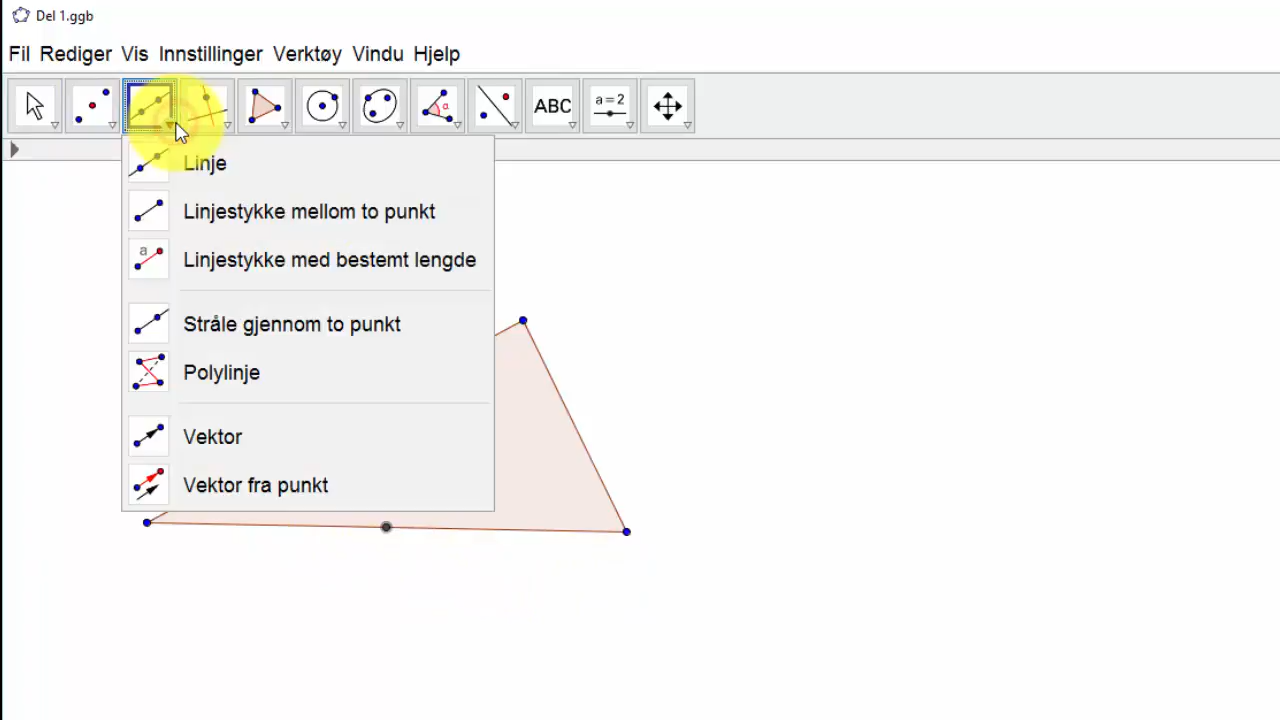 Del 1.ggb
Fil Rediger Vis Innstillinger Verktøy Vindu Hjelp
α ABC a=2
Linje
Linjestykke mellom to punkt
a Linjestykke med bestemt lengde
Stråle gjennom to punkt
Polylinje
Vektor
Vektor fra punkt